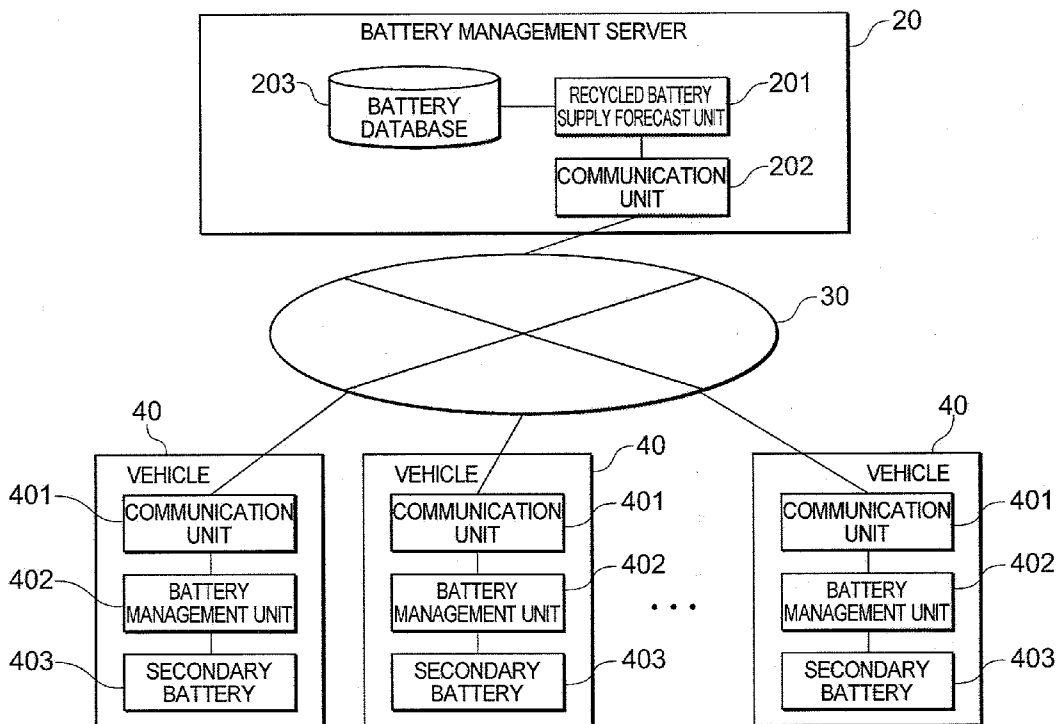 20
BATTERY MANAGEMENT SERVER
203
BATTERY
DATABASE
RECYCLED BATTERY
SUPPLY FORECAST UNIT
201
COMMUNICATION
UNIT
202
30
40
VEHICLE
401
COMMUNICATION
UNIT
402
BATTERY
MANAGEMENT UNIT
403
SECONDARY
BATTERY
40
VEHICLE
COMMUNICATION
UNIT
401
BATTERY
MANAGEMENT UNIT
402
SECONDARY
BATTERY
403
• • •
40
VEHICLE
COMMUNICATION
UNIT
401
BATTERY
MANAGEMENT UNIT
402
SECONDARY
BATTERY
403